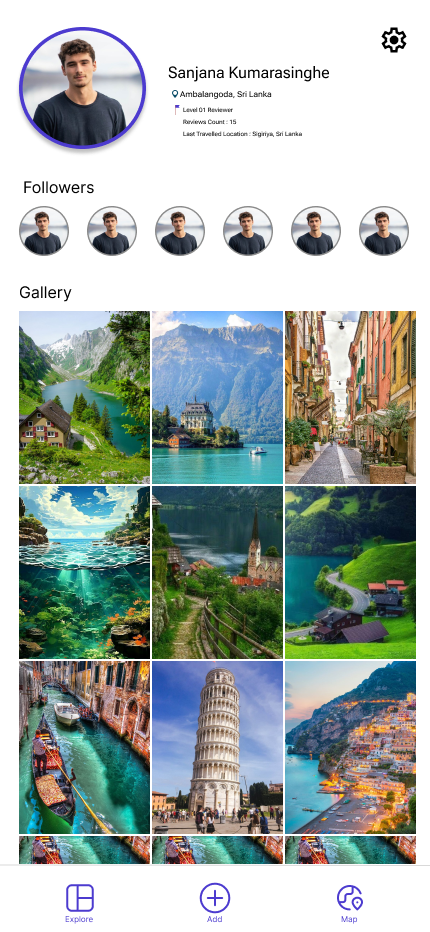 Sanjana Kumarasinghe
Ambalangoda, Sri Lanka
Level 01 Reviewer
Reviews Count : 15
Last Travelled Location : Sigiriya, Sri Lanka
Followers
Gallery
Explore
Add
Map